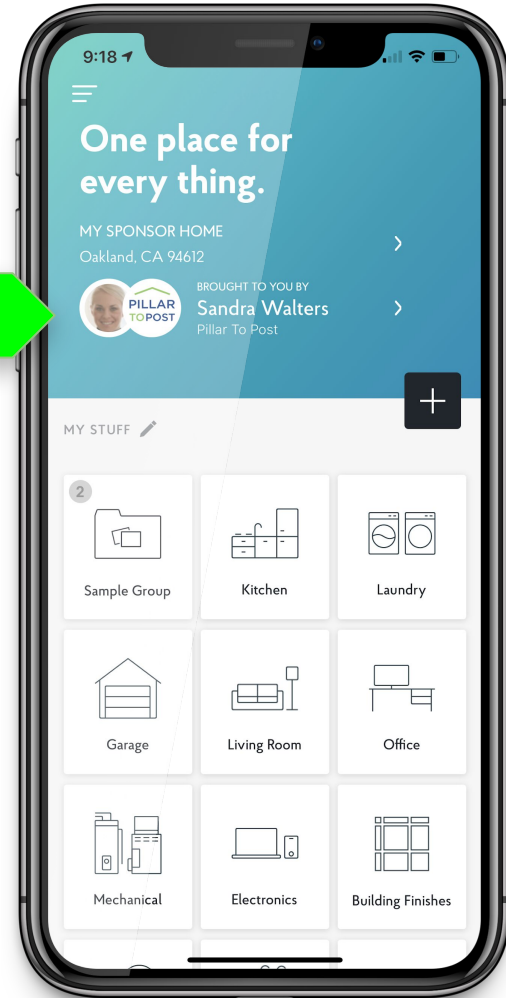 9:18
One place for
every thing.
MY SPONSOR HOME
Oakland, CA 94612
PILLAR
TO POST
BROUGHT TO YOU BY
Sandra Walters
Pillar To Post
MY STUFF
2
Sample Group
Kitchen
Laundry
Garage
Living Room
Office
Mechanical
Electronics
Building Finishes